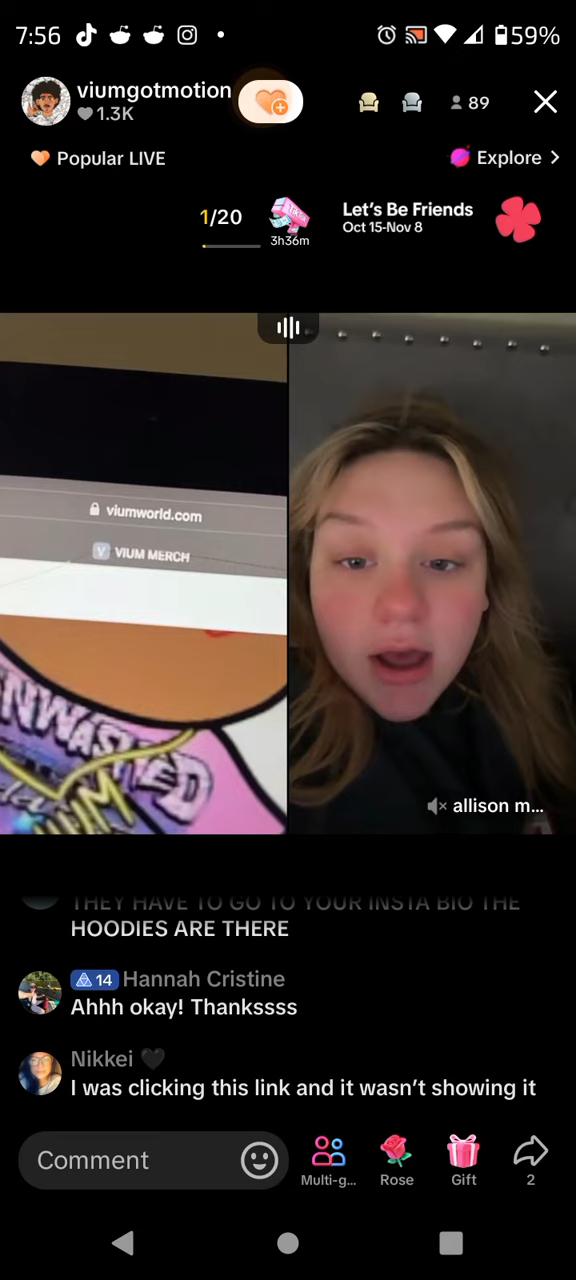 7:56
59%
viumgotmotion
1.3K
89
Popular LIVE
Explore >
1/20
3h36m
Let's Be Friends
Oct 15-Nov 8
viumworld.com
V VIUM MERCH
NWASHED
VIUM
allison m...
THEY HAVE TO GO TO YOUR INSTA BIO THE
HOODIES ARE THERE
14 Hannah Cristine
Ahhh okay! Thankssss
Nikkei 🖤
I was clicking this link and it wasn't showing it
Comment
Multi-g...
Rose
Gift
2